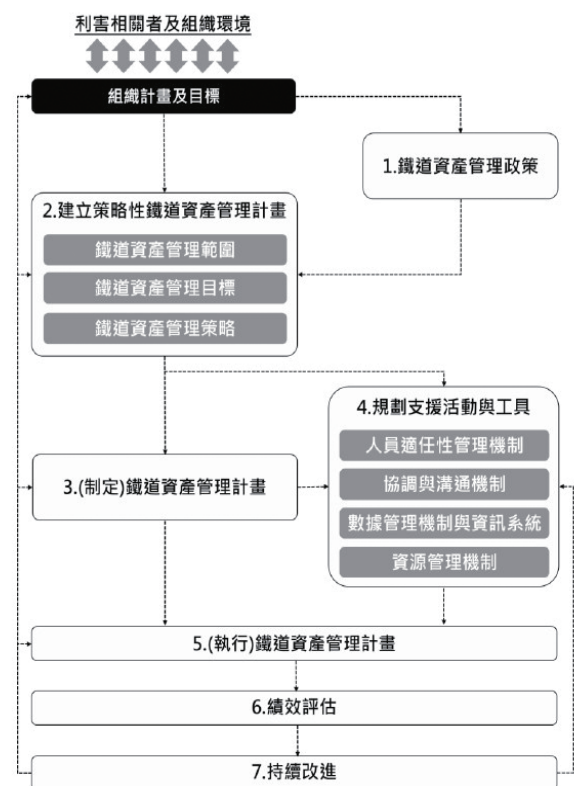 利害相關者及組織環境
組織計畫及目標
1.鐵道資產管理政策
2.建立策略性鐵道資產管理計畫
鐵道資產管理範圍
鐵道資產管理目標
鐵道資產管理策略
4.規劃支援活動與工具
人員適任性管理機制
協調與溝通機制
數據管理機制與資訊系統
資源管理機制
3.(制定)鐵道資產管理計畫
5.(執行)鐵道資產管理計畫
6.績效評估
7.持續改進